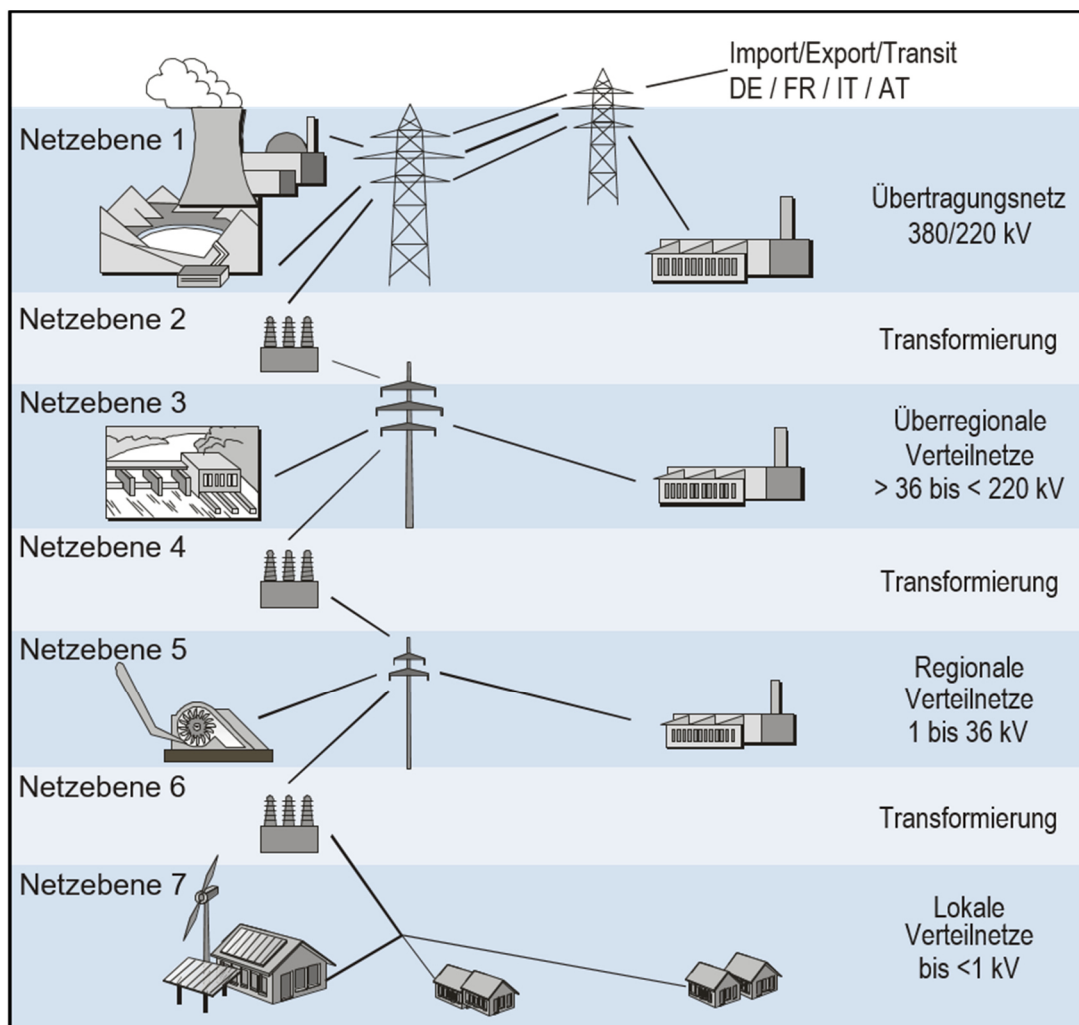 Import/Export/Transit
DE / FR / IT / AT
Netzebene 1
Übertragungsnetz
380/220 kV
Netzebene 2
Transformierung
Netzebene 3
Überregionale
Verteilnetze
> 36 bis < 220 kV
Netzebene 4
Transformierung
Netzebene 5
Regionale
Verteilnetze
1 bis 36 kV
Netzebene 6
Transformierung
Netzebene 7
Lokale
Verteilnetze
bis <1 kV